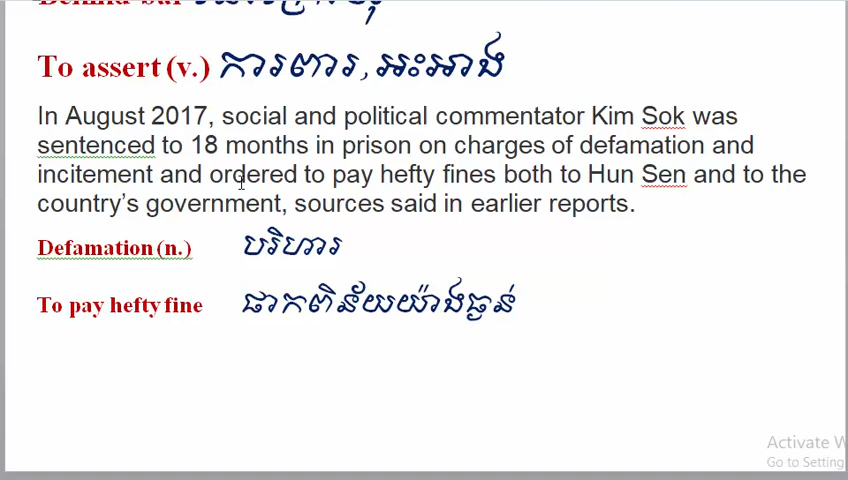 Behind bar
To assert (v.) ការពារ, អះអាង
In August 2017, social and political commentator Kim Sok was
sentenced to 18 months in prison on charges of defamation and
incitement and ordered to pay hefty fines both to Hun Sen and to the
country’s government, sources said in earlier reports.
Defamation (n.) បរិហារ
To pay hefty fine ផាកពិន័យយ៉ាងធ្ងន់
Activate W
Go to Setting